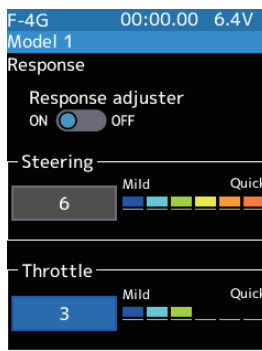 F-4G 00:00.00 6.4V
Model 1
Response
Response adjuster
ON OFF
Steering
Mild Quick
6
Throttle
Mild Quick
3